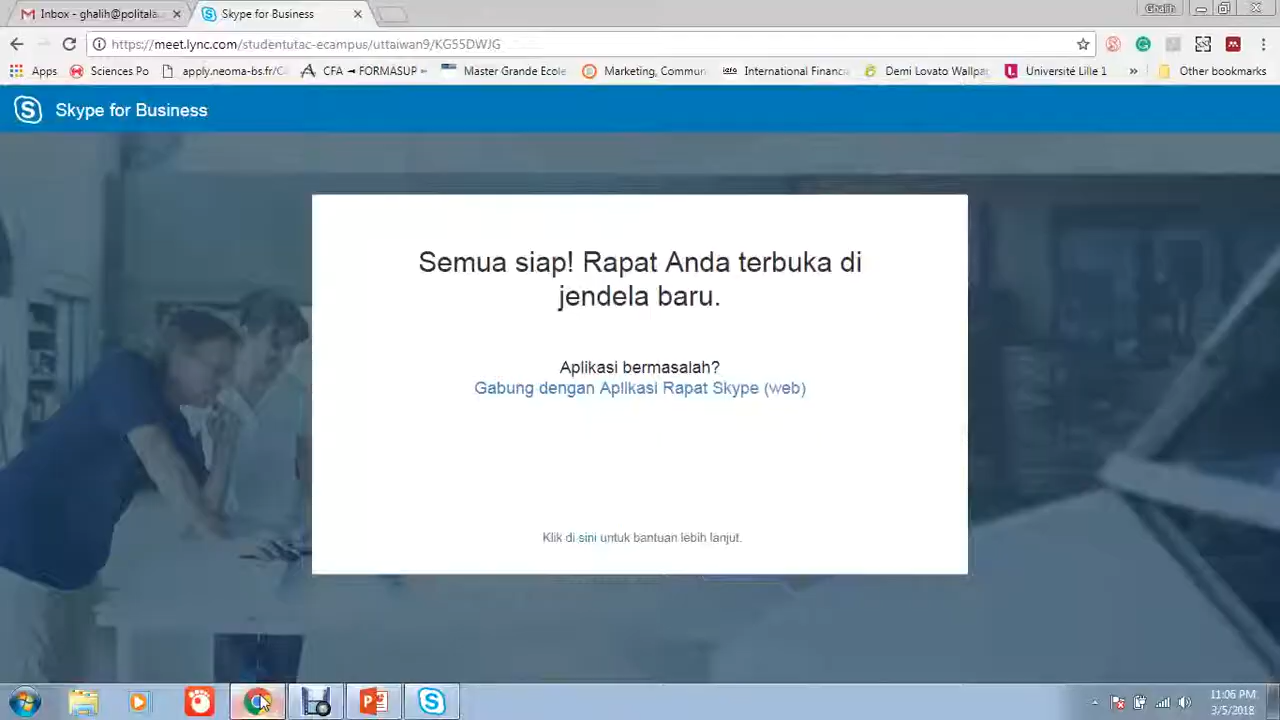 Inbox - ghalih@politala
Skype for Business
Ghalib
https://meet.lync.com/studentutac-ecampus/uttaiwan9/KG55DWJG
Apps
Sciences Po
apply.neoma-bs.fr/C
CFA
FORMASUP
Master Grande Ecole
Marketing, Commun
International Financi
Demi Lovato Wallpa
Université Lille 1
»
Other bookmarks
Skype for Business
Semua siap! Rapat Anda terbuka di
jendela baru.
Aplikasi bermasalah?
Gabung dengan Aplikasi Rapat Skype (web)
Klik di sini untuk bantuan lebih lanjut.
11:06 PM
3/5/2018